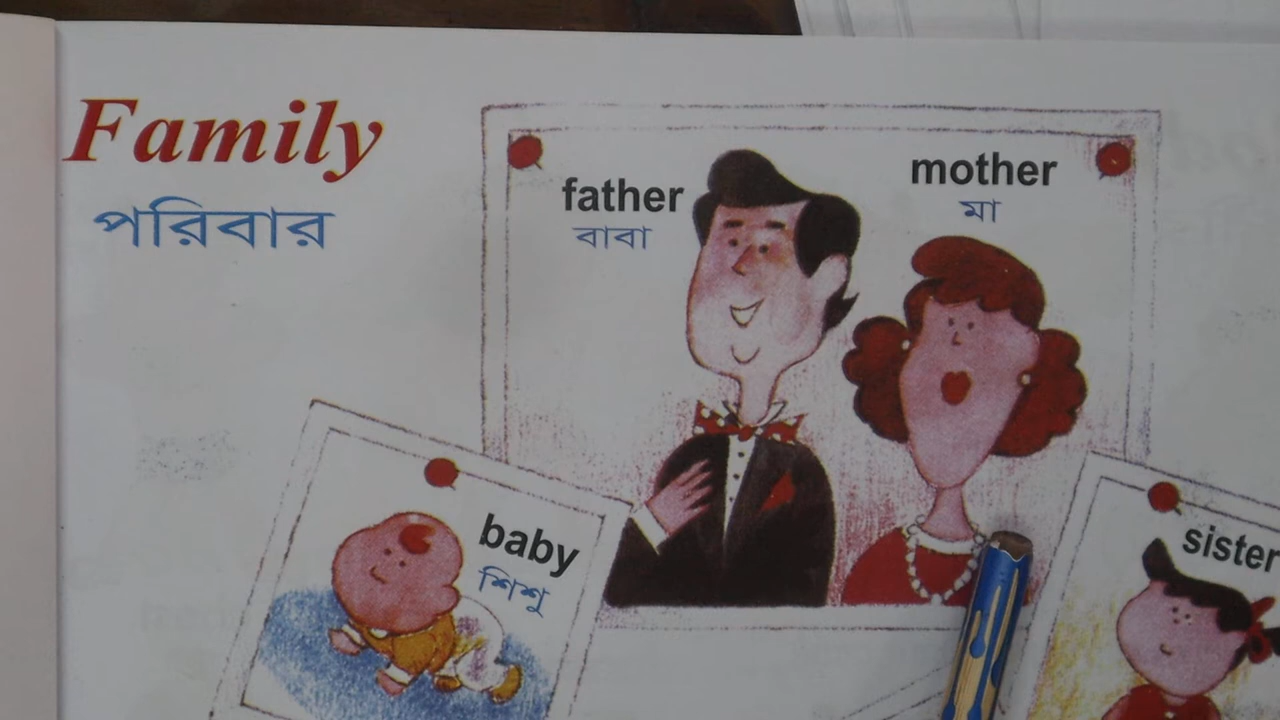 Family
পরিবার
father
বাবা
mother
মা
baby
শিশু
sister